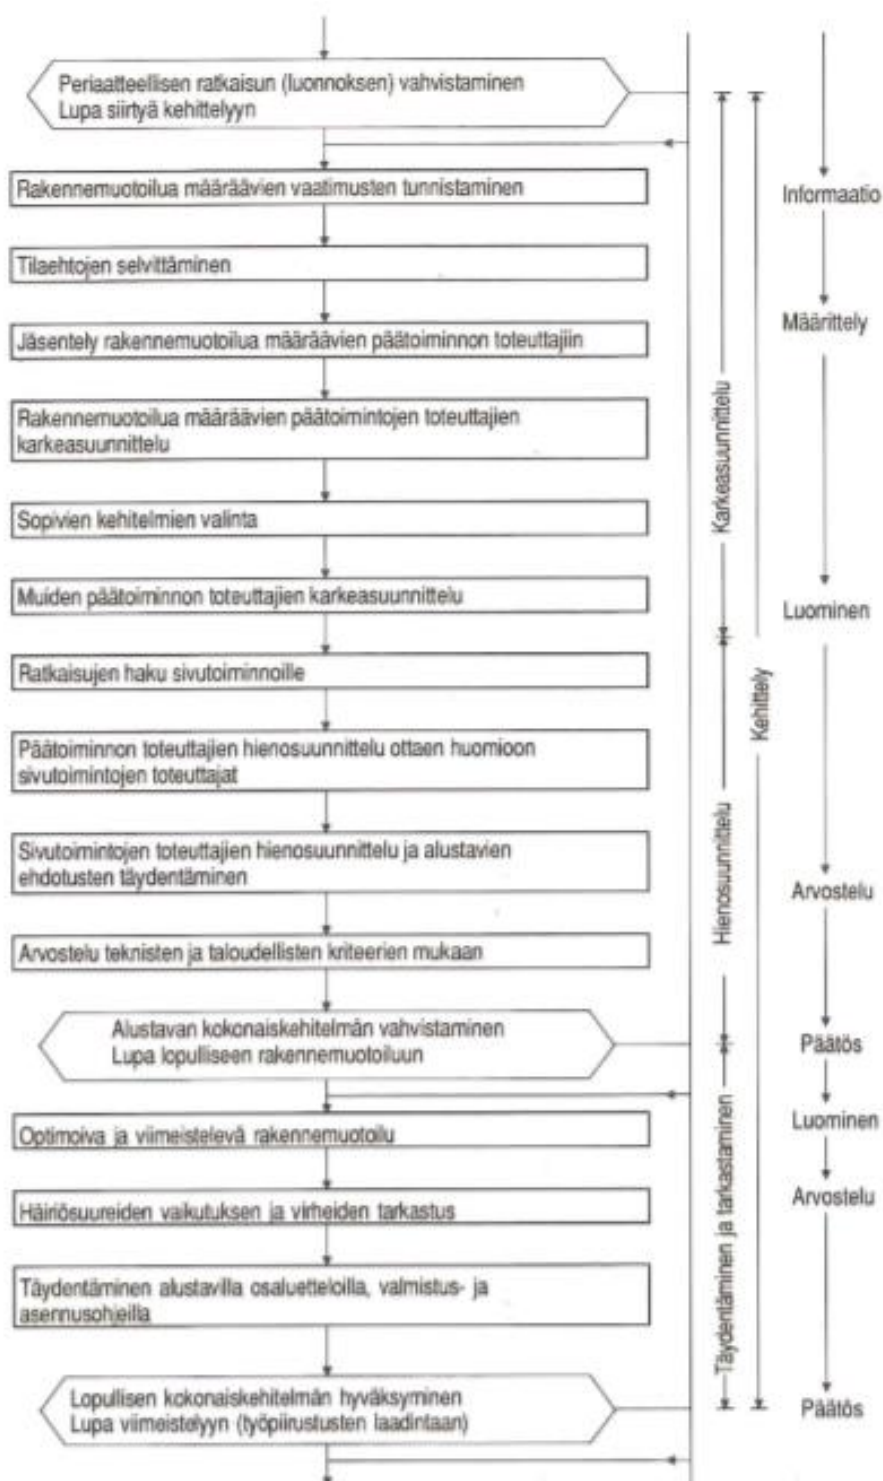 Periaatteellisen ratkaisun (luonnoksen) vahvistaminen
Lupa siirtyä kehittelyyn
Rakennemuotoilua määräävien vaatimusten tunnistaminen
Tilaehtojen selvittäminen
Jäsentely rakennemuotoilua määräävien päätoiminnon toteuttajiin
Rakennemuotoilua määräävien päätoimintojen toteuttajien
karkeasuunnittelu
Sopivien kehitelmien valinta
Muiden päätoiminnon toteuttajien karkeasuunnittelu
Ratkaisujen haku sivutoiminnoille
Päätoiminnon toteuttajien hienosuunnittelu ottaen huomioon
sivutoimintojen toteuttajat
Sivutoimintojen toteuttajien hienosuunnittelu ja alustavien
ehdotusten täydentäminen
Arvostelu teknisten ja taloudellisten kriteerien mukaan
Alustavan kokonaiskehitelmän vahvistaminen
Lupa lopulliseen rakennemuotoiluun
Optimoiva ja viimeistelevä rakennemuotoilu
Häiriösuureiden vaikutuksen ja virheiden tarkastus
Täydentäminen alustavilla osaluetteloilla, valmistus- ja
asennusohjeilla
Lopullisen kokonaiskehitelmän hyväksyminen
Lupa viimeistelyyn (työpiirustusten laadintaan)
Karkeasuunnittelu
Hienosuunnittelu
Täydentäminen ja tarkastaminen
Kehittely
Informaatio
Määrittely
Luominen
Arvostelu
Päätös
Luominen
Arvostelu
Päätös